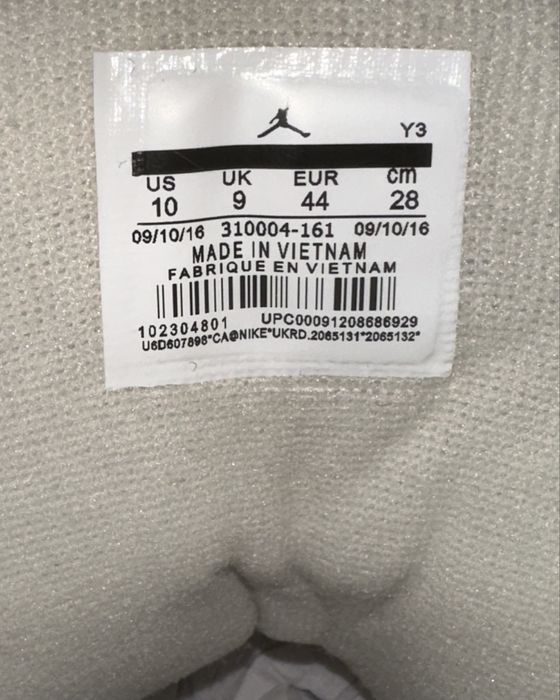 Y3
US UK EUR cm
10 9 44 28
09/10/16 310004-161 09/10/16
MADE IN VIETNAM
FABRIQUE EN VIETNAM
102304801 UPC00091208686929
U6D607898*CA@NIKE*UKRD.2065131*2065132*